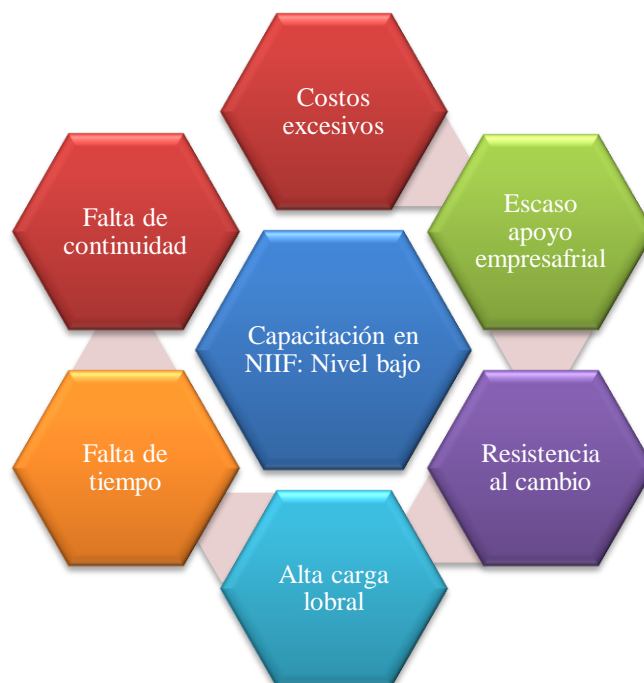 Costos
excesivos
Escaso
apoyo
empresafrial
Resistencia
al cambio
Alta carga
lobral
Falta de
tiempo
Falta de
continuidad
Capacitación en
NIIF: Nivel bajo